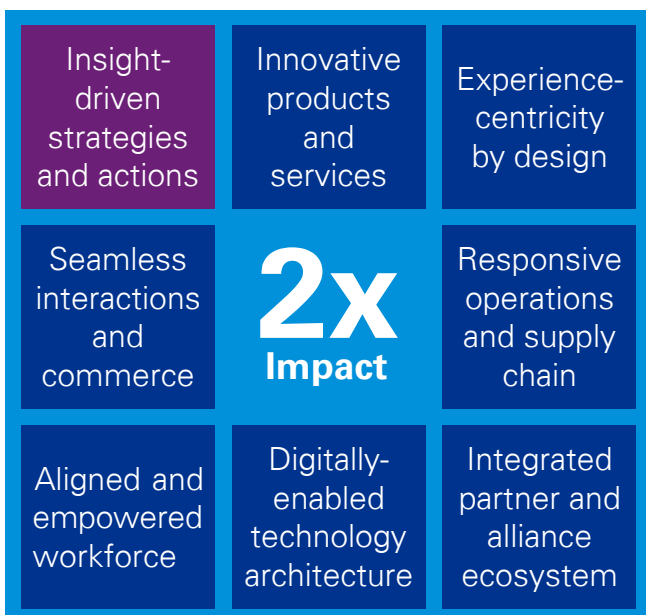 Insight-
driven
strategies
and actions
Innovative
products
and
services
Experience-
centricity
by design
Seamless
interactions
and
commerce
2x
Impact
Responsive
operations
and supply
chain
Aligned and
empowered
workforce
Digitally-
enabled
technology
architecture
Integrated
partner and
alliance
ecosystem